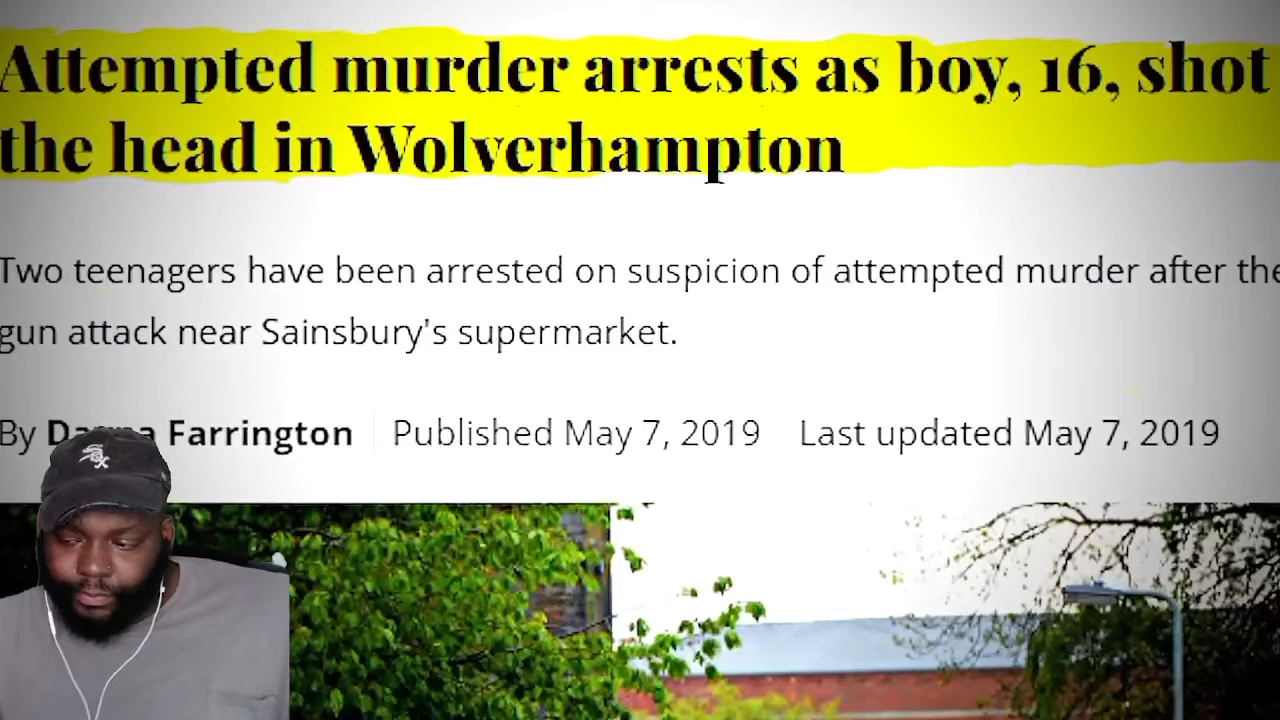 Attempted murder arrests as boy, 16, shot
the head in Wolverhampton
Two teenagers have been arrested on suspicion of attempted murder after the
gun attack near Sainsbury's supermarket.
By Farrington Published May 7, 2019 Last updated May 7, 2019